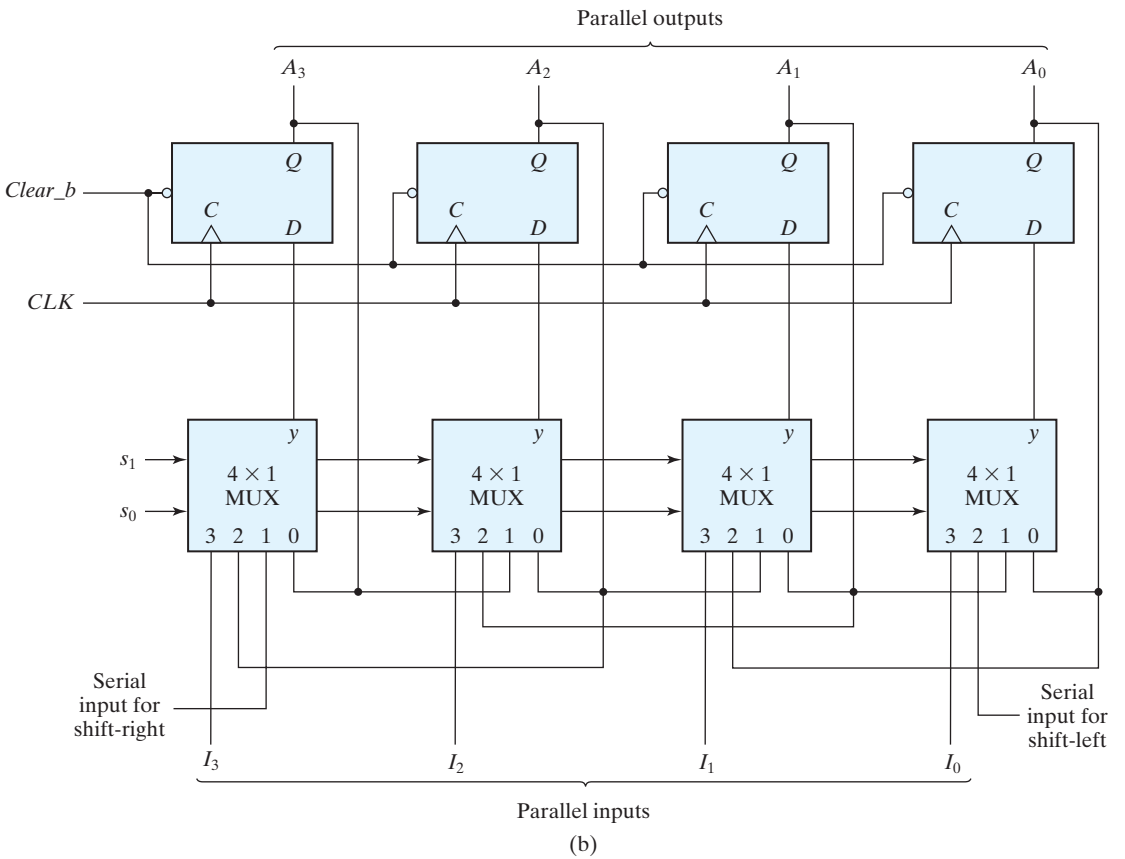 Parallel outputs
A3 A2 A1 A0
Q Q Q Q
Clear_b
C C C C
D D D D
CLK
y y y y
s1
4 × 1 4 × 1 4 × 1 4 × 1
MUX MUX MUX MUX
s0
3 2 1 0 3 2 1 0 3 2 1 0 3 2 1 0
Serial
input for
shift-right
Serial
input for
shift-left
I3 I2 I1 I0
Parallel inputs
(b)